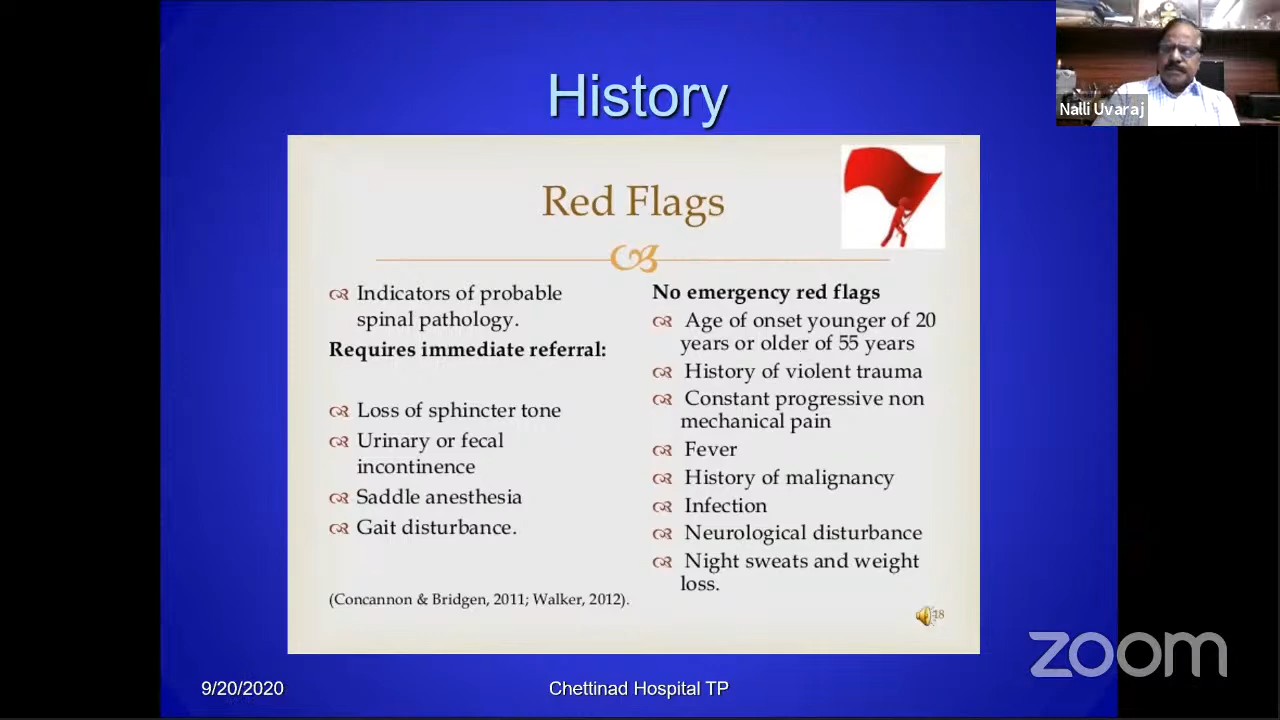 History
Nalli Uvaraj
Red Flags
Indicators of probable
spinal pathology.
Requires immediate referral:
Loss of sphincter tone
Urinary or fecal
incontinence
Saddle anesthesia
Gait disturbance.
(Concannon & Bridgen, 2011; Walker, 2012).
No emergency red flags
Age of onset younger of 20
years or older of 55 years
History of violent trauma
Constant progressive non
mechanical pain
Fever
History of malignancy
Infection
Neurological disturbance
Night sweats and weight
loss.
18
zoom
9/20/2020
Chettinad Hospital TP